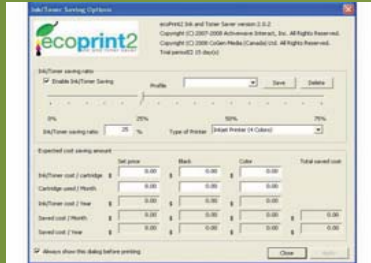 Ink/Toner Saving Options
ecoprint2
ecoPrint2 Ink and Toner Saver version 2.0.2
Copyright (C) 2007-2008 Activewave Interact, Inc. All Rights Reserved.
Copyright (C) 2008 CoGen Media (Canada) Ltd. All Rights Reserved.
Trial period 15 day(s)
Ink/Toner saving ratio
Enable Ink/Toner Saving
Profile
Save
Delete
0% 25% 50% 75%
Ink/Toner saving ratio: 25 % Type of Printer Inkjet Printer (4 Colors)
Expected cost saving amount
Set price Black Color Total saved cost
Ink/Toner cost / cartridge $ 0.00 $ 0.00 $ 0.00
Cartridge used / Month 0.00 0.00 0.00
Ink/Toner cost / Year $ 0.00 $ 0.00 $ 0.00
Saved cost / Month $ 0.00 $ 0.00 $ 0.00 $ 0.00
Saved cost / Year $ 0.00 $ 0.00 $ 0.00 $ 0.00
Always show this dialog before printing
Close
Apply